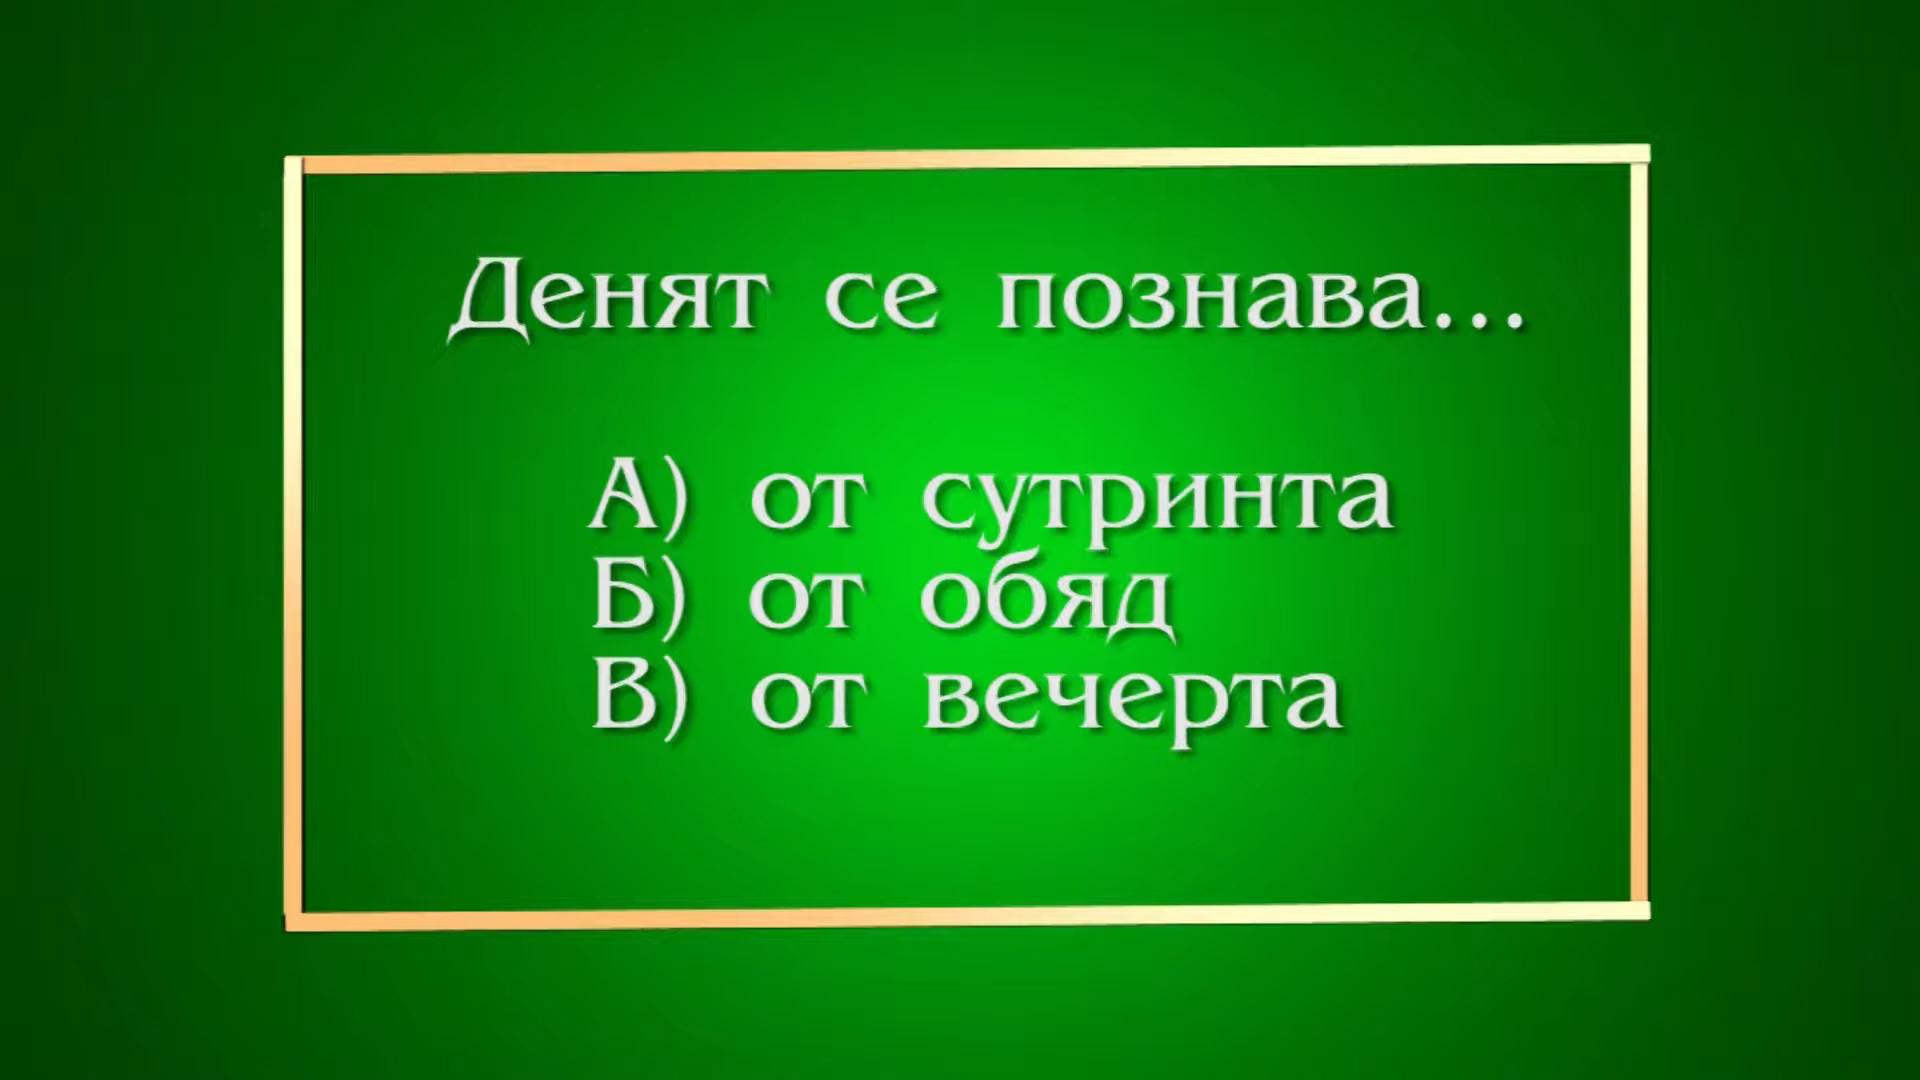 Денят се познава...
А) от сутринта
Б) от обяд
В) от вечерта